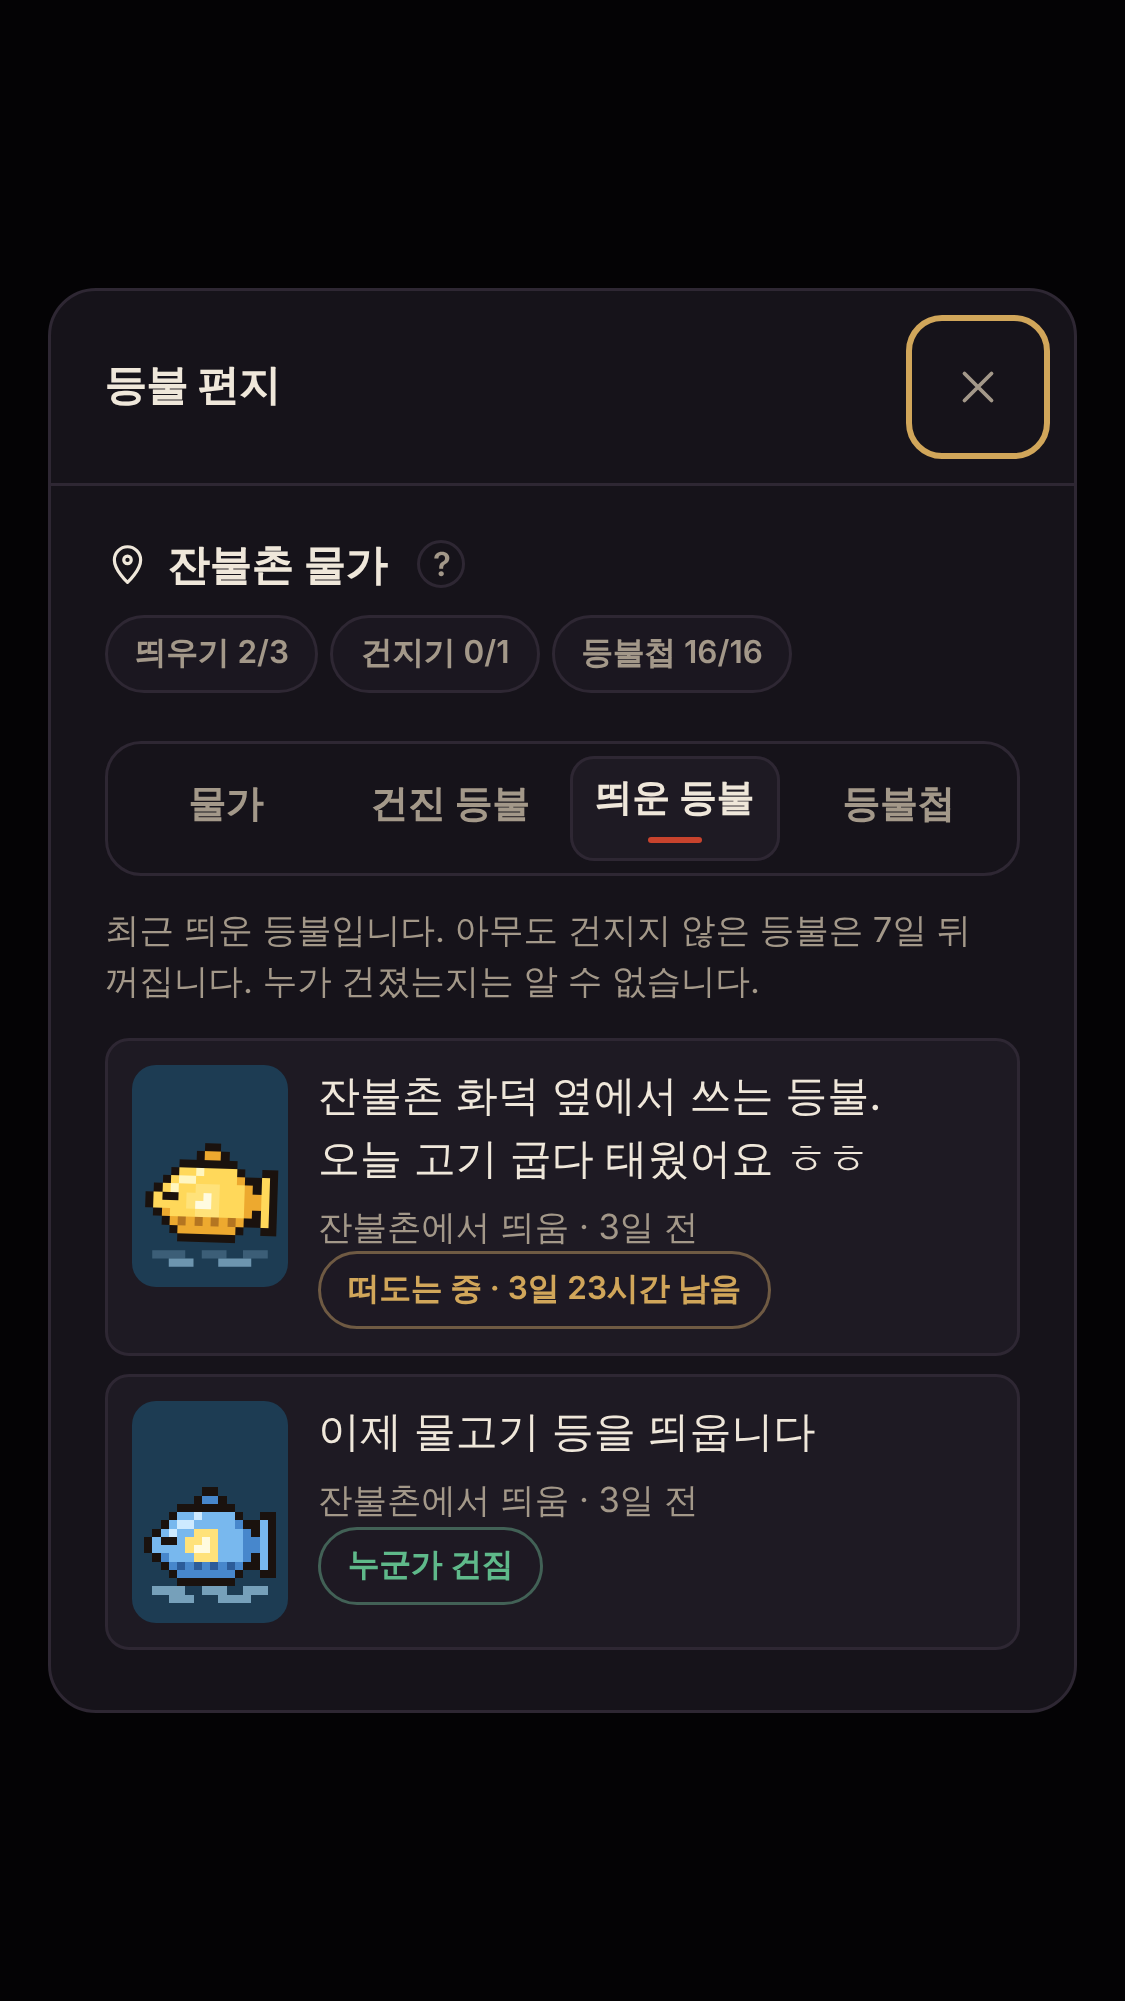 등불 편지
잔불촌 물가 ?
띄우기 2/3 건지기 0/1 등불첩 16/16
물가 건진 등불 띄운 등불 등불첩
최근 띄운 등불입니다. 아무도 건지지 않은 등불은 7일 뒤
꺼집니다. 누가 건졌는지는 알 수 없습니다.
잔불촌 화덕 옆에서 쓰는 등불.
오늘 고기 굽다 태웠어요 ㅎㅎ
잔불촌에서 띄움 · 3일 전
떠도는 중 · 3일 23시간 남음
이제 물고기 등을 띄웁니다
잔불촌에서 띄움 · 3일 전
누군가 건짐